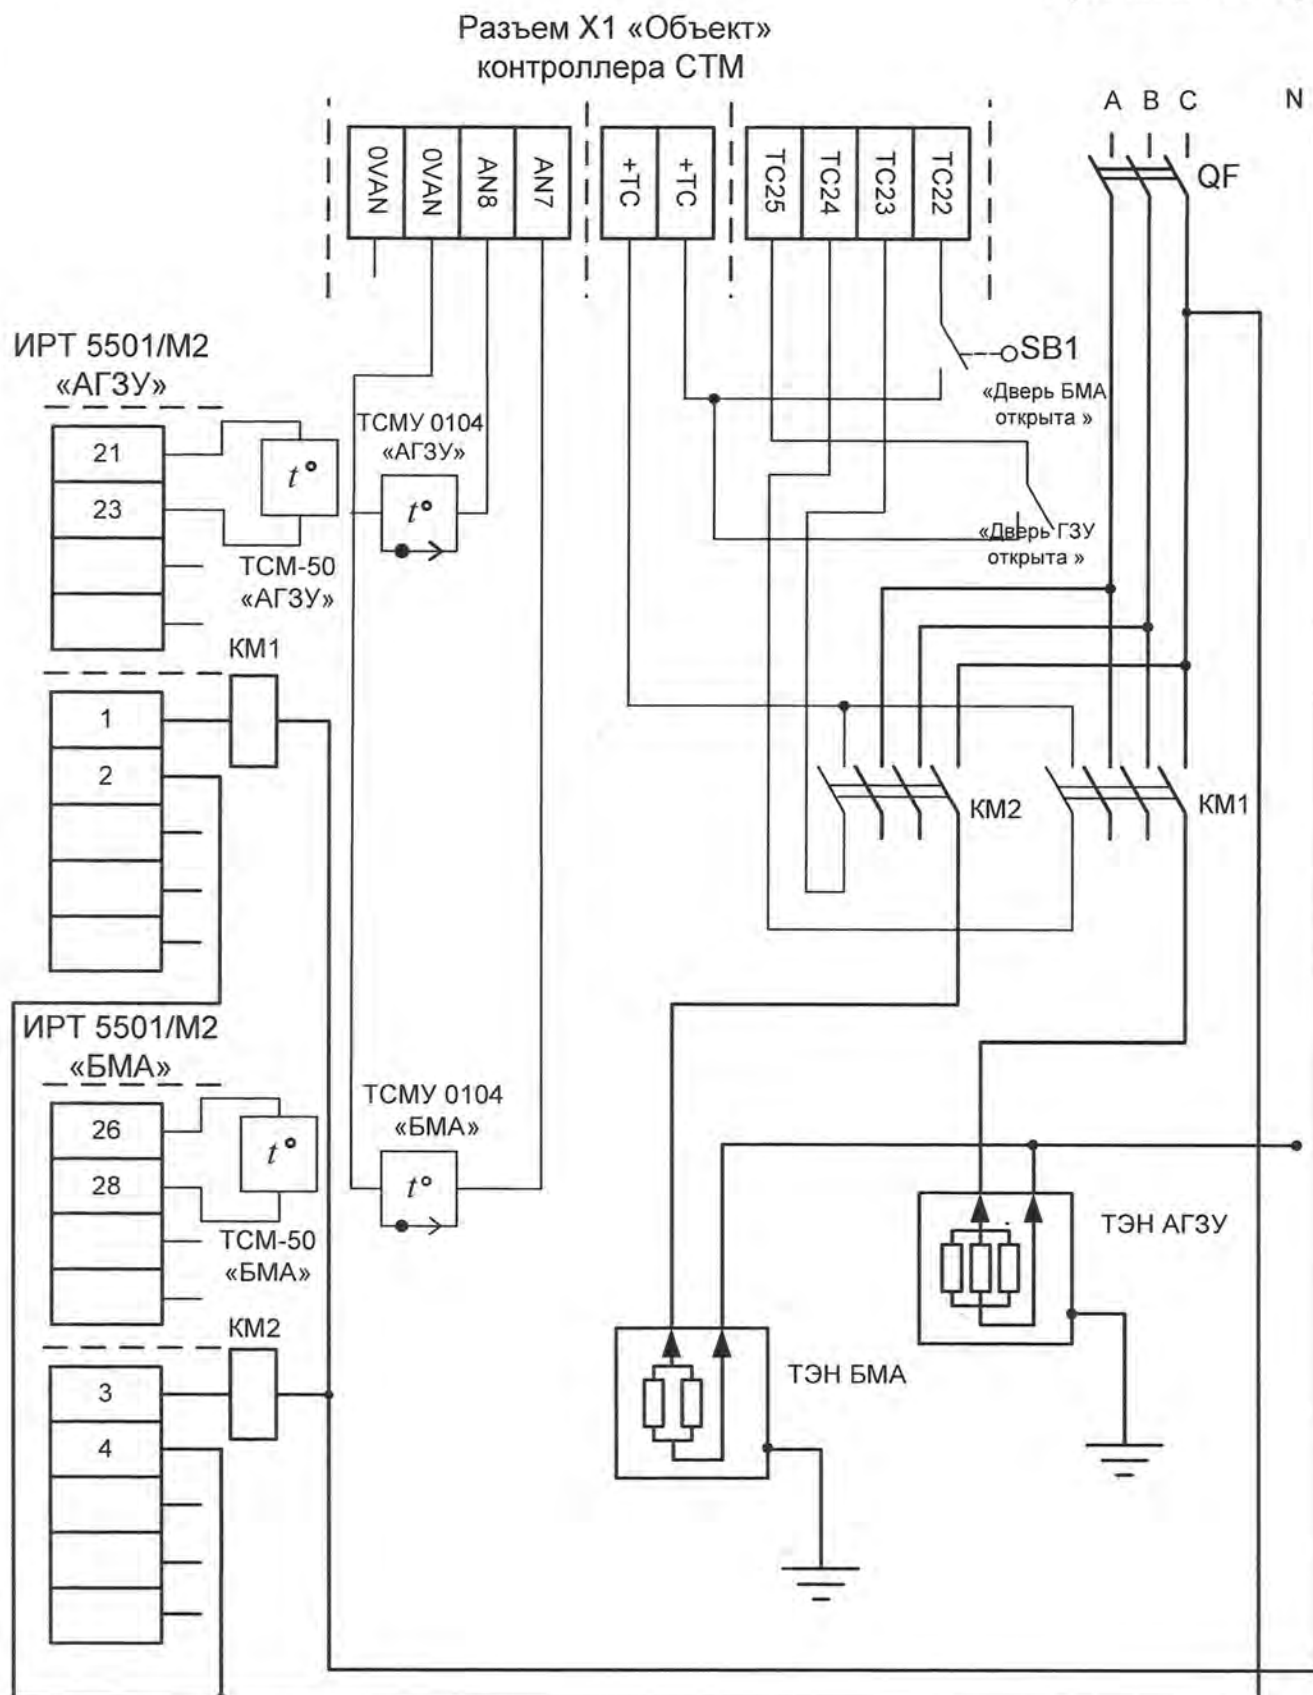 Разъем X1 «Объект»
контроллера СТМ
A B C N
0VAN 0VAN AN8 AN7 +TC +TC TC25 TC24 TC23 TC22
QF
ИРТ 5501/М2
«АГЗУ»
21
23
t°
ТСМ-50
«АГЗУ»
ТСМУ 0104
«АГЗУ»
t°
SB1
«Дверь БМА
открыта »
«Дверь ГЗУ
открыта »
КМ1
1
2
КМ2
КМ1
ИРТ 5501/М2
«БМА»
26
28
t°
ТСМ-50
«БМА»
ТСМУ 0104
«БМА»
t°
ТЭН АГЗУ
КМ2
3
4
ТЭН БМА